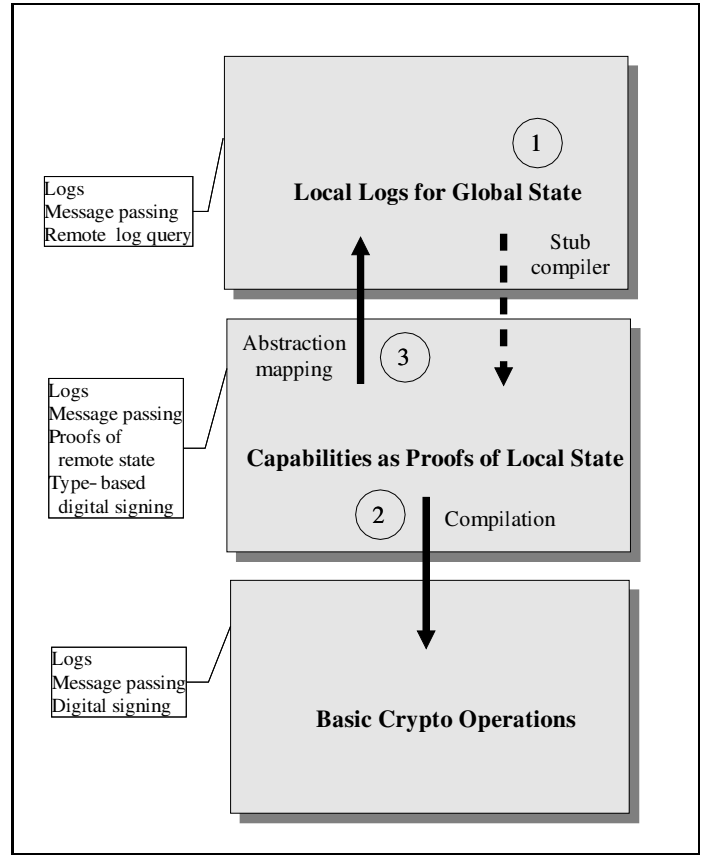 1
Local Logs for Global State
Logs
Message passing
Remote log query
Stub
compiler
Abstraction
mapping
3
Logs
Message passing
Proofs of
remote state
Type-based
digital signing
Capabilities as Proofs of Local State
2
Compilation
Logs
Message passing
Digital signing
Basic Crypto Operations